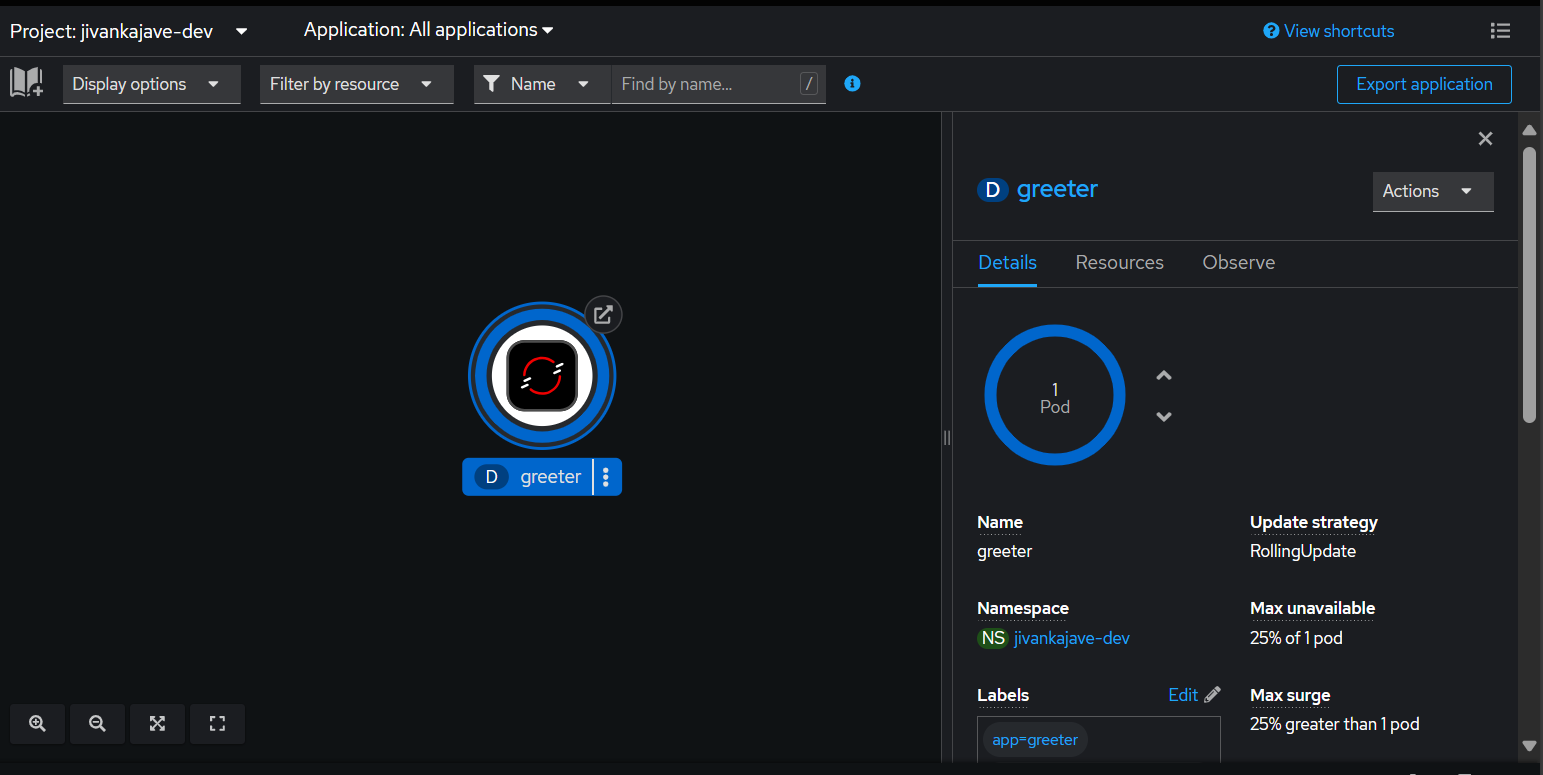 Project: jivankajave-dev
Application: All applications
View shortcuts
Display options
Filter by resource
Name
Find by name...
/
Export application
D greeter
Actions
Details
Resources
Observe
1
Pod
D greeter
Name
greeter
Update strategy
RollingUpdate
Namespace
NS jivankajave-dev
Max unavailable
25% of 1 pod
Labels
Edit
app=greeter
Max surge
25% greater than 1 pod